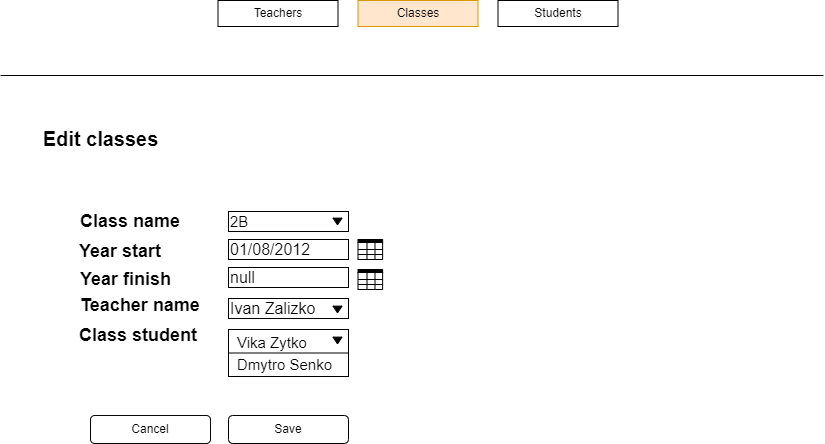 Teachers Classes Students
Edit classes
Class name 2B
Year start 01/08/2012
Year finish null
Teacher name Ivan Zalizko
Class student Vika Zytko
Dmytro Senko
Cancel Save